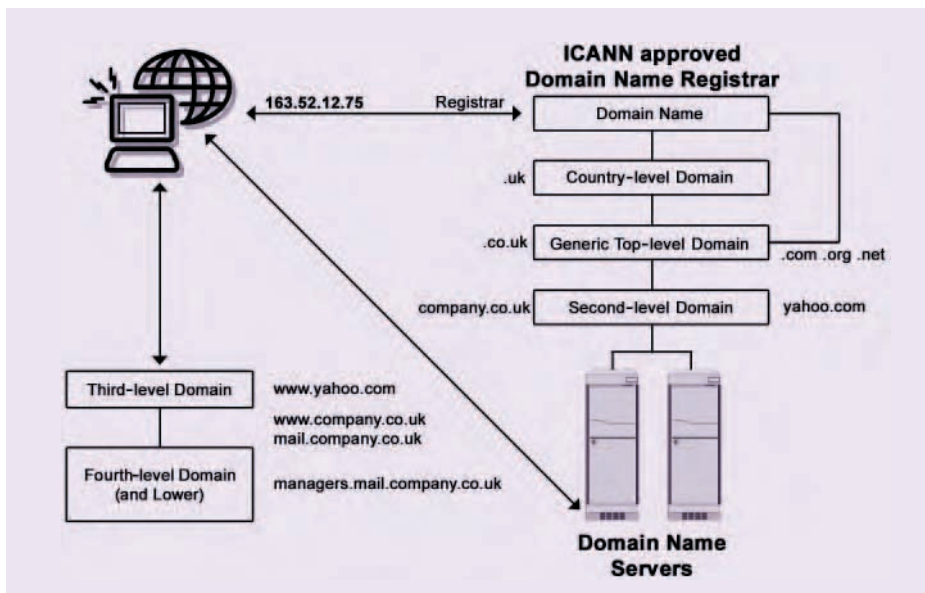 ICANN approved
Domain Name Registrar
163.52.12.75
Registrar
Domain Name
.uk
Country-level Domain
.co.uk
Generic Top-level Domain
.com .org .net
company.co.uk
Second-level Domain
yahoo.com
Third-level Domain
www.yahoo.com
www.company.co.uk
mail.company.co.uk
Fourth-level Domain
(and Lower)
managers.mail.company.co.uk
Domain Name
Servers